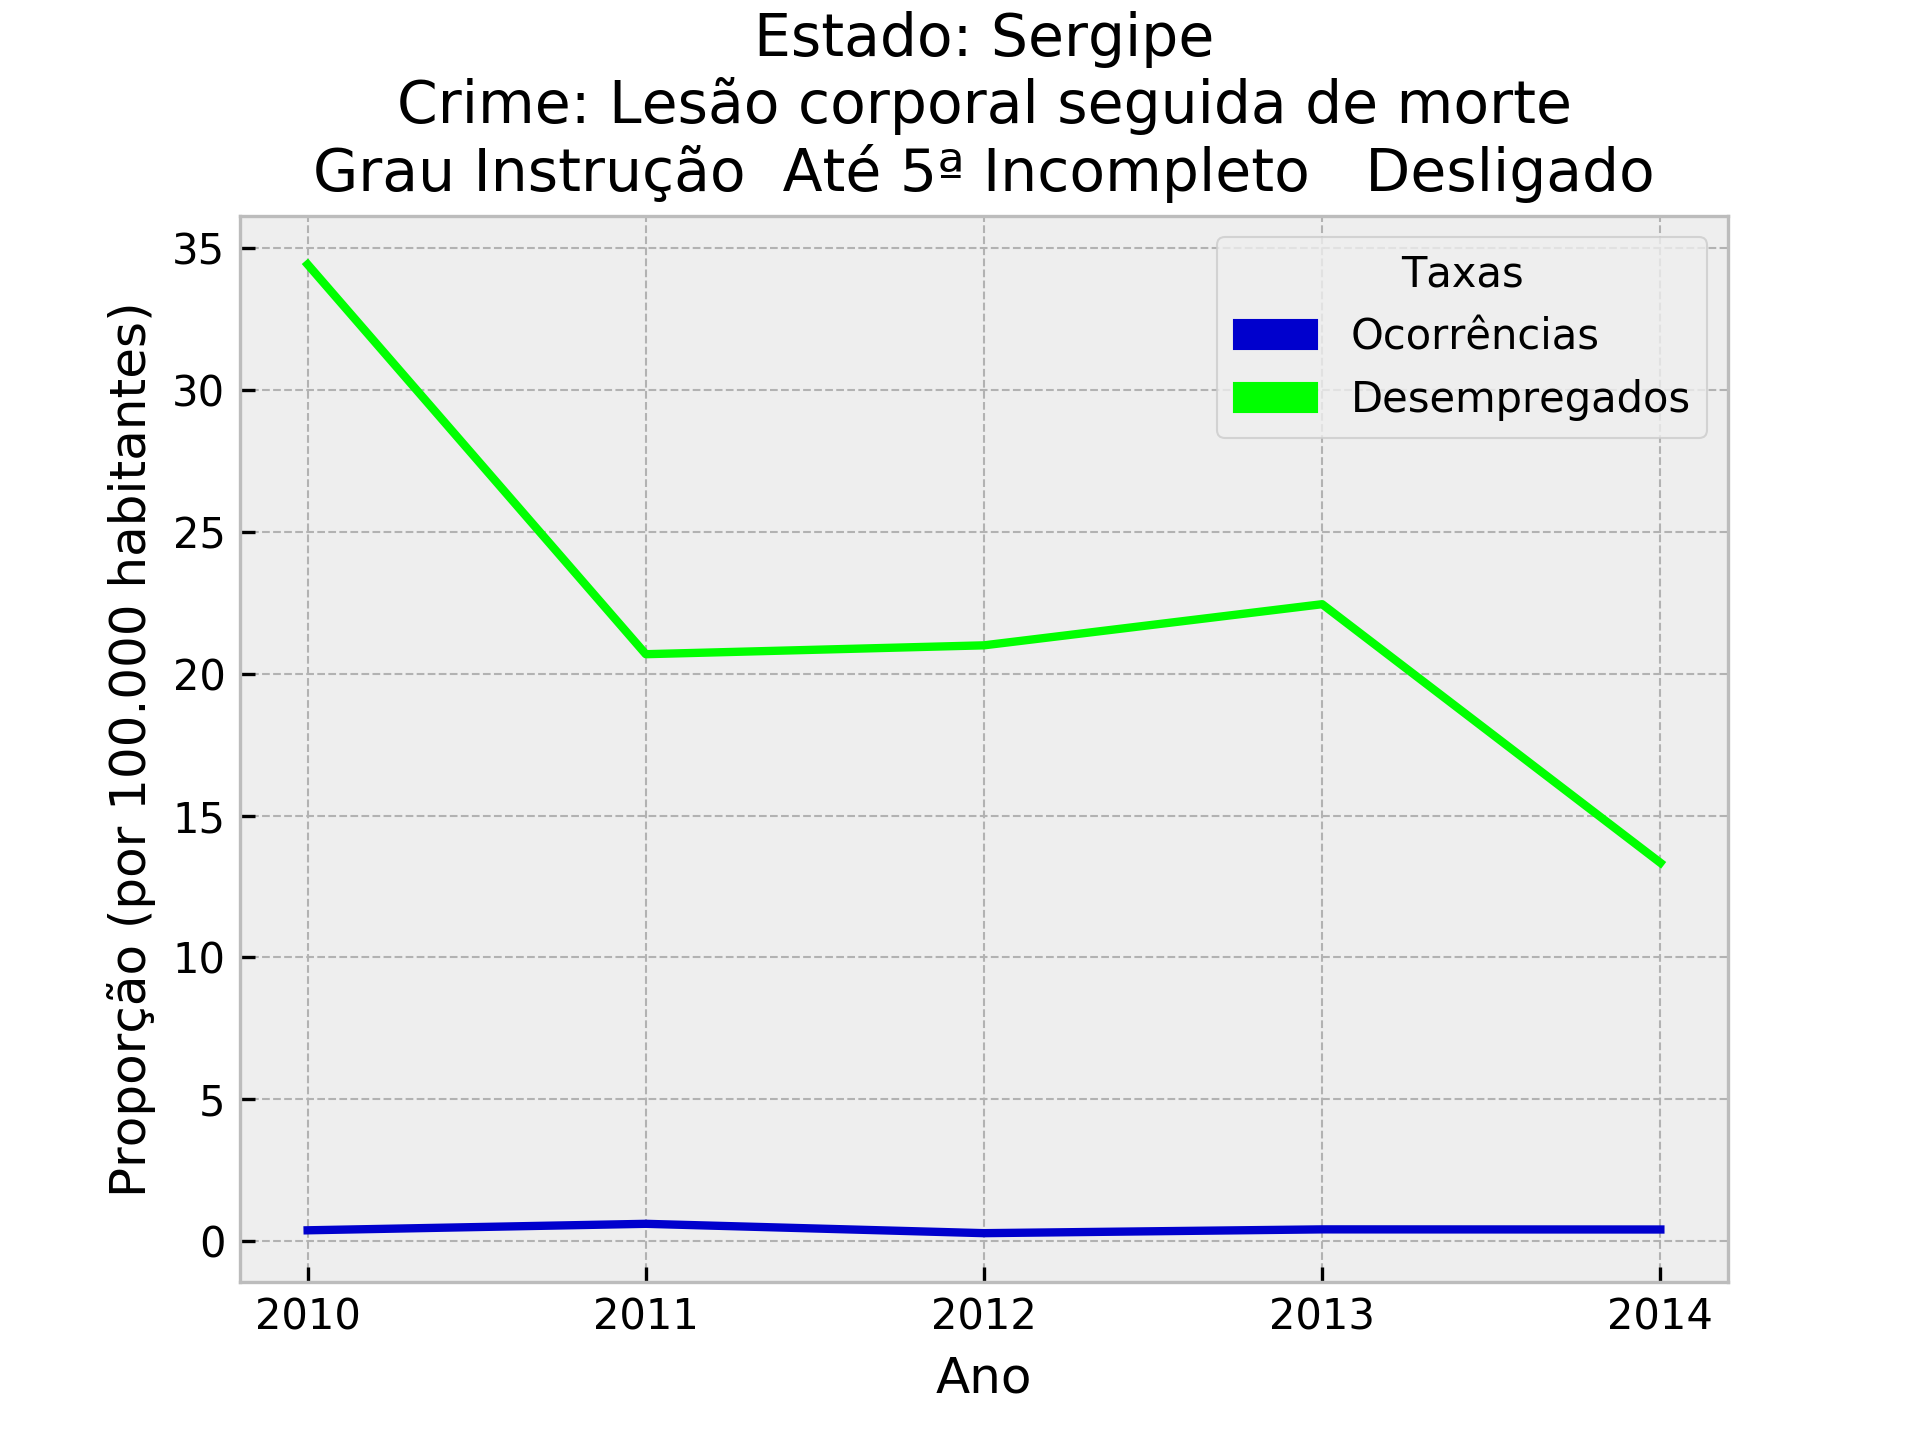 Estado: Sergipe
Crime: Lesão corporal seguida de morte
Grau Instrução  Até 5ª Incompleto   Desligado
Proporção (por 100.000 habitantes)
35
30
25
20
15
10
5
0
Taxas
Ocorrências
Desempregados
2010
2011
2012
2013
2014
Ano